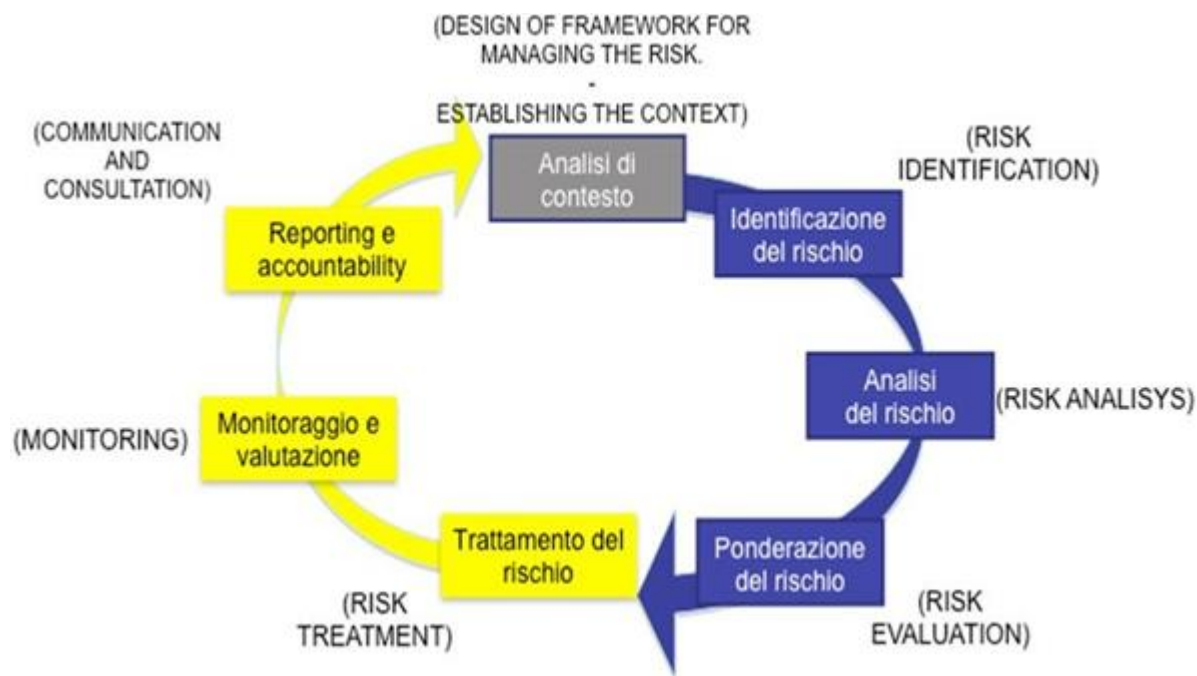 (DESIGN OF FRAMEWORK FOR
MANAGING THE RISK.
-
ESTABLISHING THE CONTEXT)
Analisi di
contesto
(RISK
IDENTIFICATION)
Identificazione
del rischio
Analisi
del rischio
(RISK ANALISYS)
Ponderazione
del rischio
(RISK
EVALUATION)
Trattamento del
rischio
(RISK
TREATMENT)
Monitoraggio e
valutazione
(MONITORING)
Reporting e
accountability
(COMMUNICATION
AND
CONSULTATION)